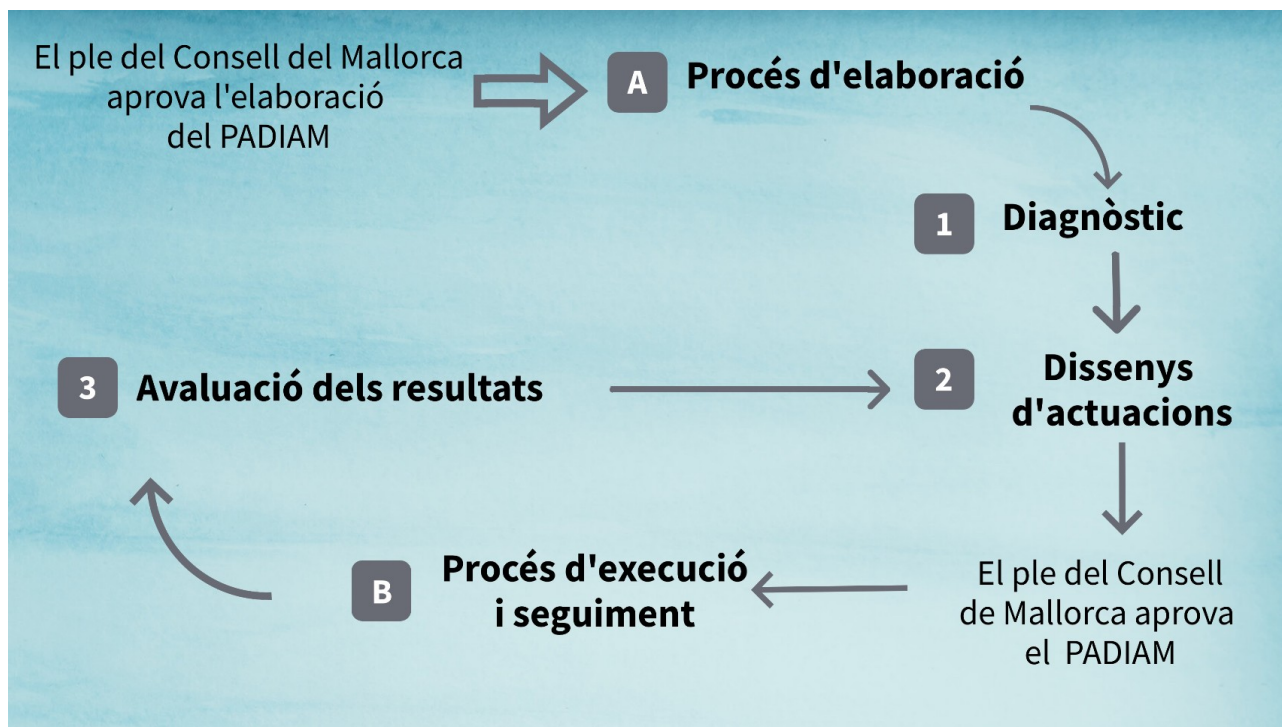 El ple del Consell del Mallorca
aprova l'elaboració
del PADIAM
A
Procés d'elaboració
1
Diagnòstic
2
Dissenys
d'actuacions
3
Avaluació dels resultats
El ple del Consell
de Mallorca aprova
el PADIAM
B
Procés d'execució
i seguiment